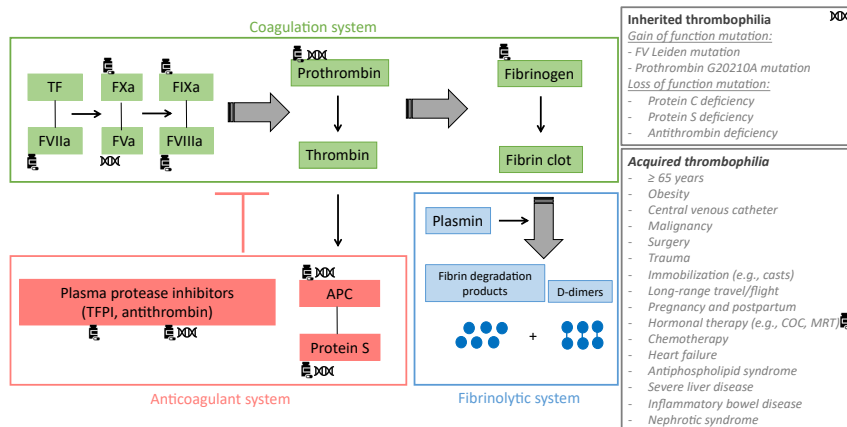 Coagulation system
TF
FVIIa
FXa
FVa
FIXa
FVIIIa
Prothrombin
Thrombin
Fibrinogen
Fibrin clot
Plasma protease inhibitors
(TFPI, antithrombin)
APC
Protein S
Anticoagulant system
Plasmin
Fibrin degradation
products
D-dimers
+
Fibrinolytic system
Inherited thrombophilia
Gain of function mutation:
- FV Leiden mutation
- Prothrombin G20210A mutation
Loss of function mutation:
- Protein C deficiency
- Protein S deficiency
- Antithrombin deficiency
Acquired thrombophilia
- ≥ 65 years
- Obesity
- Central venous catheter
- Malignancy
- Surgery
- Trauma
- Immobilization (e.g., casts)
- Long-range travel/flight
- Pregnancy and postpartum
- Hormonal therapy (e.g., COC, MRT)
- Chemotherapy
- Heart failure
- Antiphospholipid syndrome
- Severe liver disease
- Inflammatory bowel disease
- Nephrotic syndrome